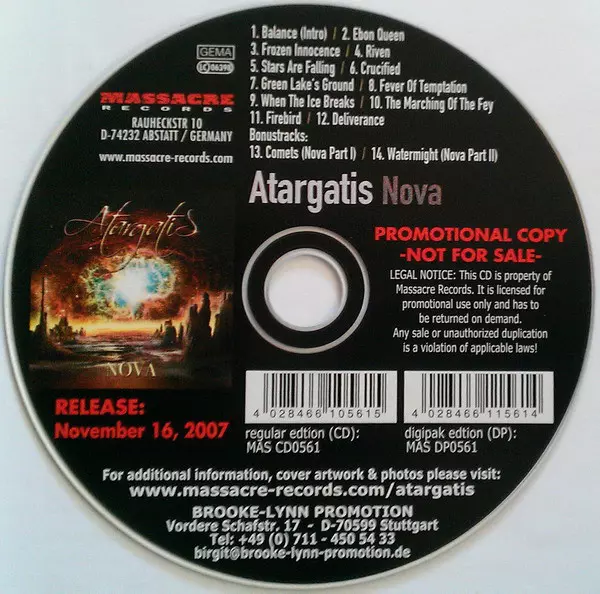 1. Balance (Intro) / 2. Ebon Queen
3. Frozen Innocence / 4. Riven
5. Stars Are Falling / 6. Crucified
7. Green Lake's Ground / 8. Fever Of Temptation
9. When The Ice Breaks / 10. The Marching Of The Fey
11. Firebird / 12. Deliverance
Bonustracks:
13. Comets (Nova Part I) / 14. Watermight (Nova Part II)
GEMA
LC 06398
MASSACRE
RECORDS
RAUHECKSTR 10
D-74232 ABSTATT / GERMANY
www.massacre-records.com
Atargatis Nova
Atargatis
NOVA
PROMOTIONAL COPY
-NOT FOR SALE-
LEGAL NOTICE: This CD is property of
Massacre Records. It is licensed for
promotional use only and has to
be returned on demand.
Any sale or unauthorized duplication
is a violation of applicable laws!
RELEASE:
November 16, 2007
4 028466 105615
regular edtion (CD):
MAS CD0561
4 028466 115614
digipak edtion (DP):
MAS DP0561
For additional information, cover artwork & photos please visit:
www.massacre-records.com/atargatis
BROOKE-LYNN PROMOTION
Vordere Schafstr. 17 - D-70599 Stuttgart
Tel: +49 (0) 711 - 450 54 33
birgit@brooke-lynn-promotion.de